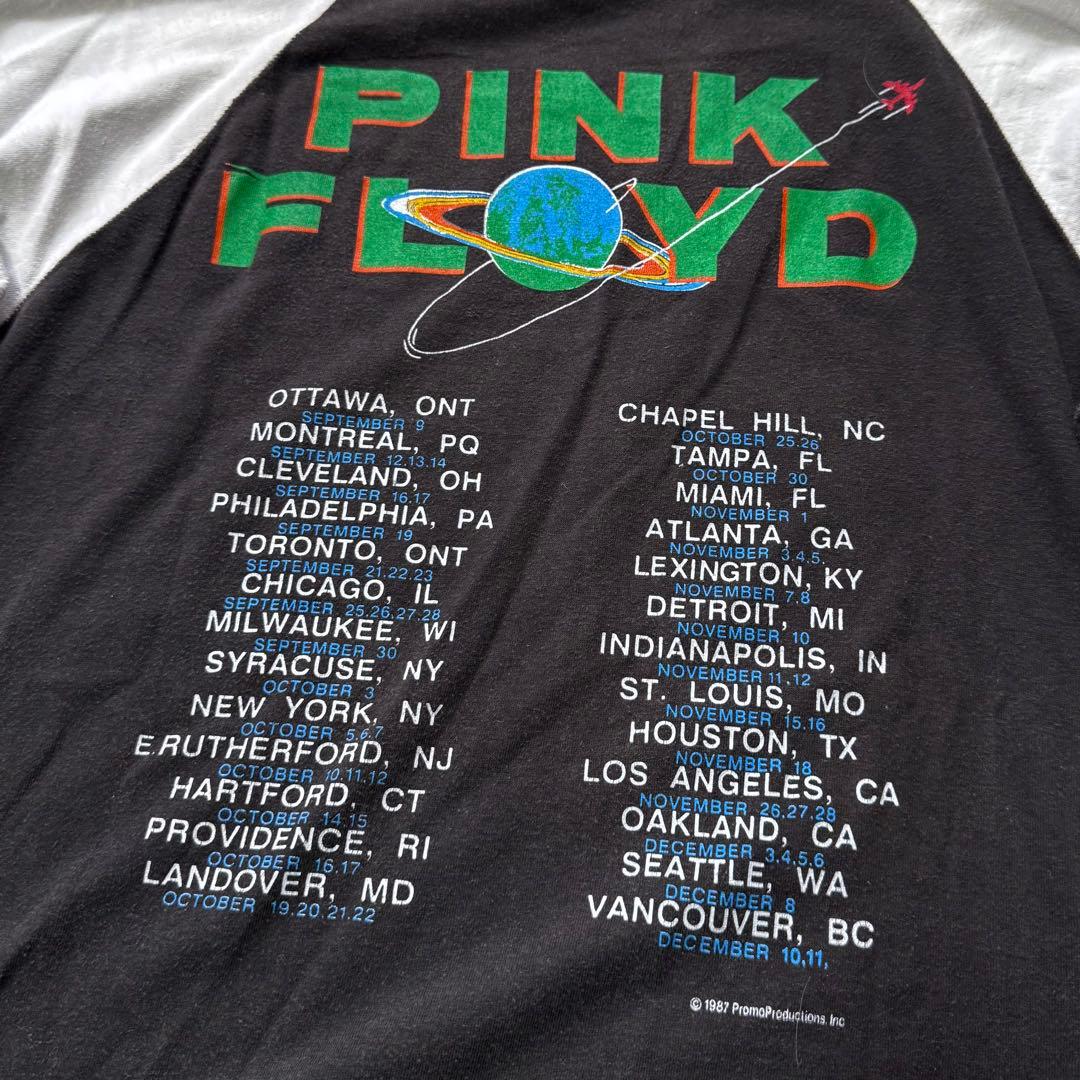 PINK
FLOYD
OTTAWA, ONT
SEPTEMBER 9
MONTREAL, PQ
SEPTEMBER 12.13.14
CLEVELAND, OH
SEPTEMBER 16.17
PHILADELPHIA, PA
SEPTEMBER 19
TORONTO, ONT
SEPTEMBER 21.22.23
CHICAGO, IL
SEPTEMBER 25.26.27.28
MILWAUKEE, WI
SEPTEMBER 30
SYRACUSE, NY
OCTOBER 3
NEW YORK, NY
OCTOBER 5.6.7
E.RUTHERFORD, NJ
OCTOBER 10.11.12
HARTFORD, CT
OCTOBER 14.15
PROVIDENCE, RI
OCTOBER 16.17
LANDOVER, MD
OCTOBER 19.20.21.22
CHAPEL HILL, NC
OCTOBER 25.26
TAMPA, FL
OCTOBER 30
MIAMI, FL
NOVEMBER 1
ATLANTA, GA
NOVEMBER 3.4.5.
LEXINGTON, KY
NOVEMBER 7.8
DETROIT, MI
NOVEMBER 10
INDIANAPOLIS, IN
NOVEMBER 11.12
ST. LOUIS, MO
NOVEMBER 15.16
HOUSTON, TX
NOVEMBER 18
LOS ANGELES, CA
NOVEMBER 26.27.28
OAKLAND, CA
DECEMBER 3.4.5.6
SEATTLE, WA
DECEMBER 8
VANCOUVER, BC
DECEMBER 10,11,
© 1987 PromoProductions, Inc